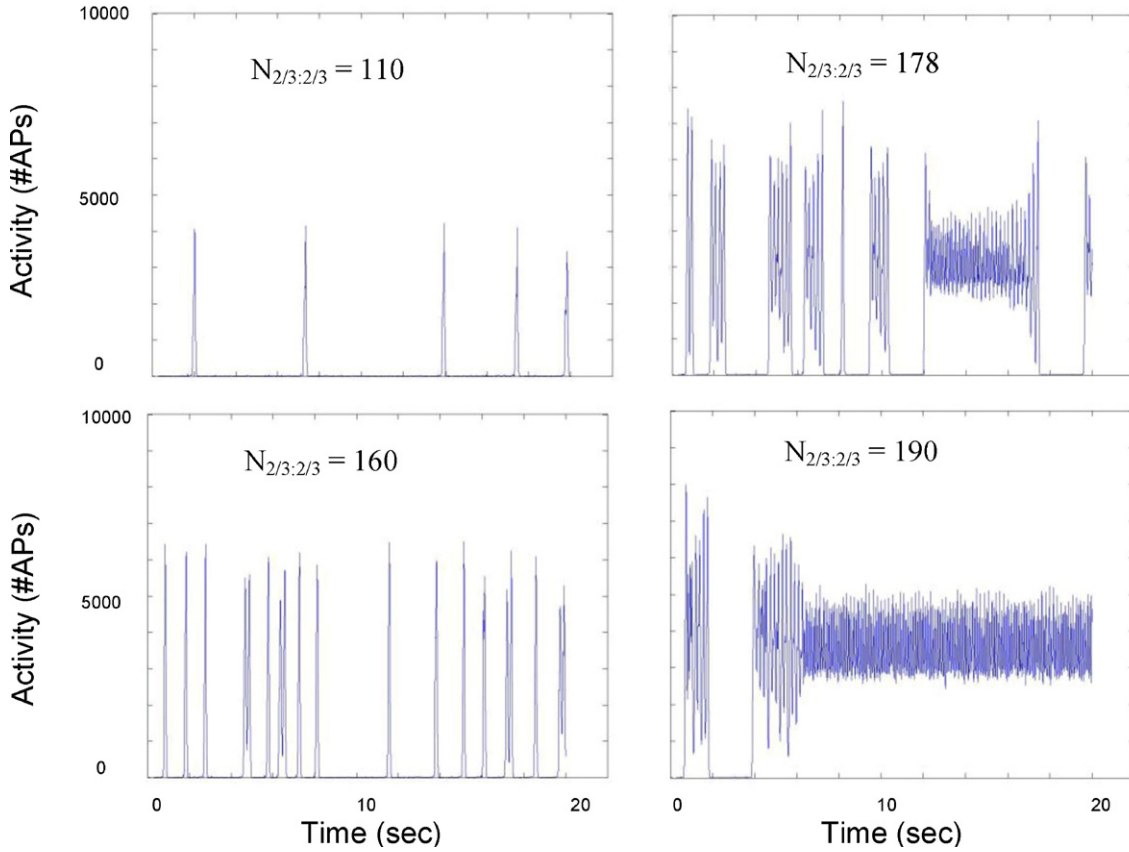 10000
N2/3:2/3 = 110
Activity (#APs)
5000
0
N2/3:2/3 = 178
10000
N2/3:2/3 = 160
Activity (#APs)
5000
0
0 10 20
Time (sec)
N2/3:2/3 = 190
0 10 20
Time (sec)